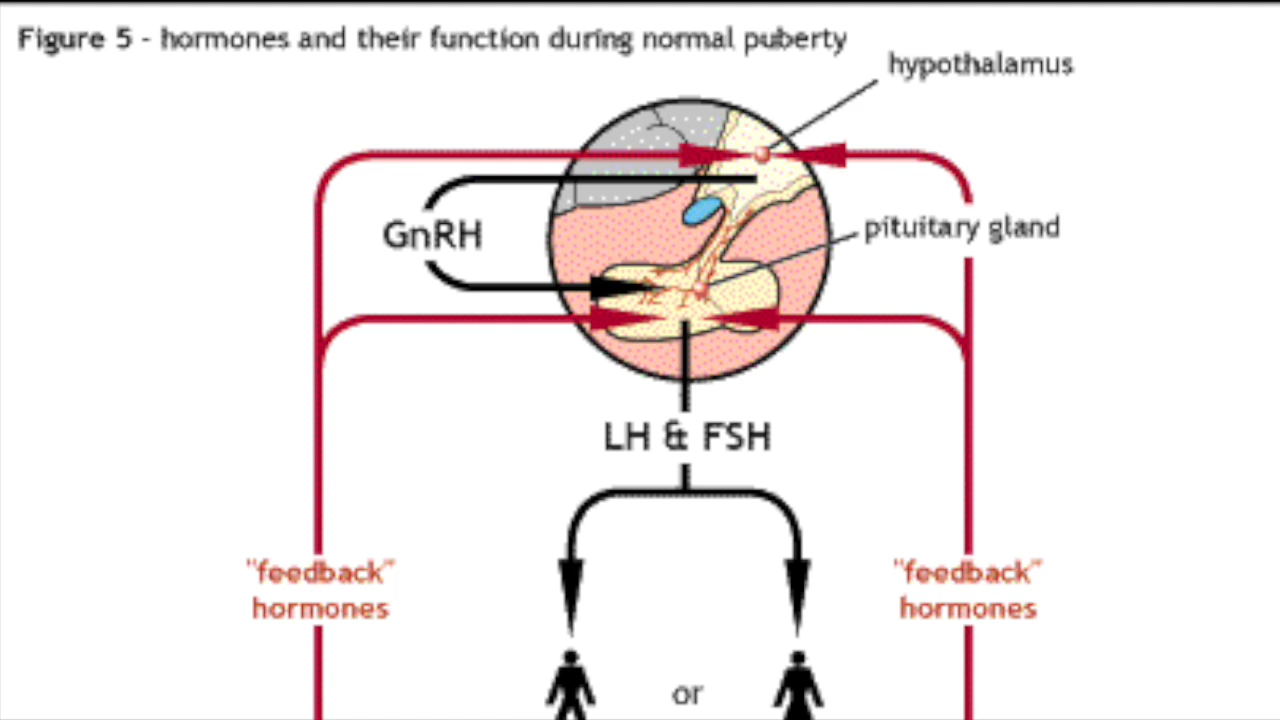 Figure 5 - hormones and their function during normal puberty
hypothalamus
GnRH
pituitary gland
LH & FSH
"feedback"
hormones
"feedback"
hormones
or